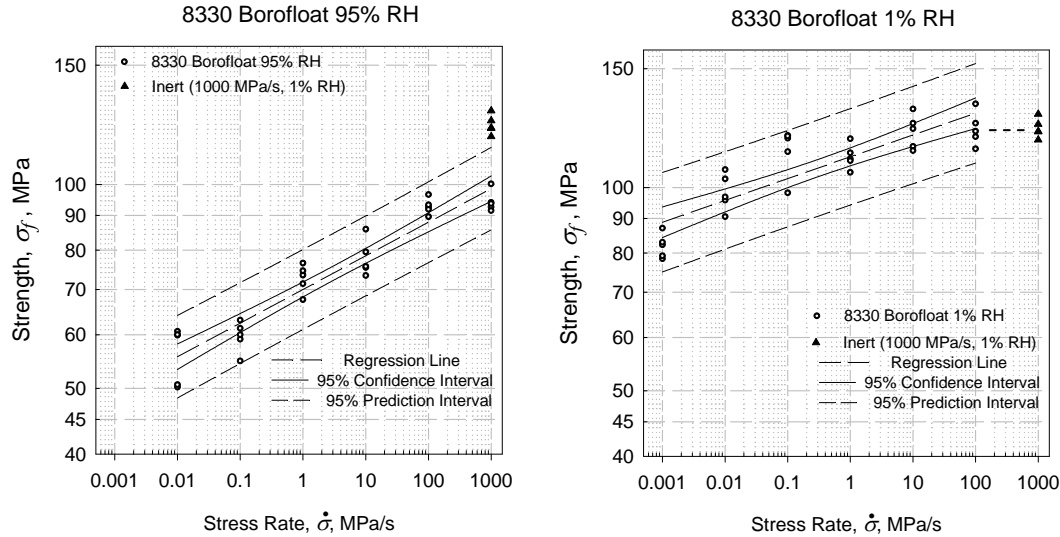 8330 Borofloat 95% RH
150
100
90
80
70
60
50
45
40
Strength, σf, MPa
8330 Borofloat 95% RH
Inert (1000 MPa/s, 1% RH)
Regression Line
95% Confidence Interval
95% Prediction Interval
0.001 0.01 0.1 1 10 100 1000
Stress Rate, σ̇, MPa/s
8330 Borofloat 1% RH
150
100
90
80
70
60
50
45
40
Strength, σf, MPa
8330 Borofloat 1% RH
Inert (1000 MPa/s, 1% RH)
Regression Line
95% Confidence Interval
95% Prediction Interval
0.001 0.01 0.1 1 10 100 1000
Stress Rate, σ̇, MPa/s